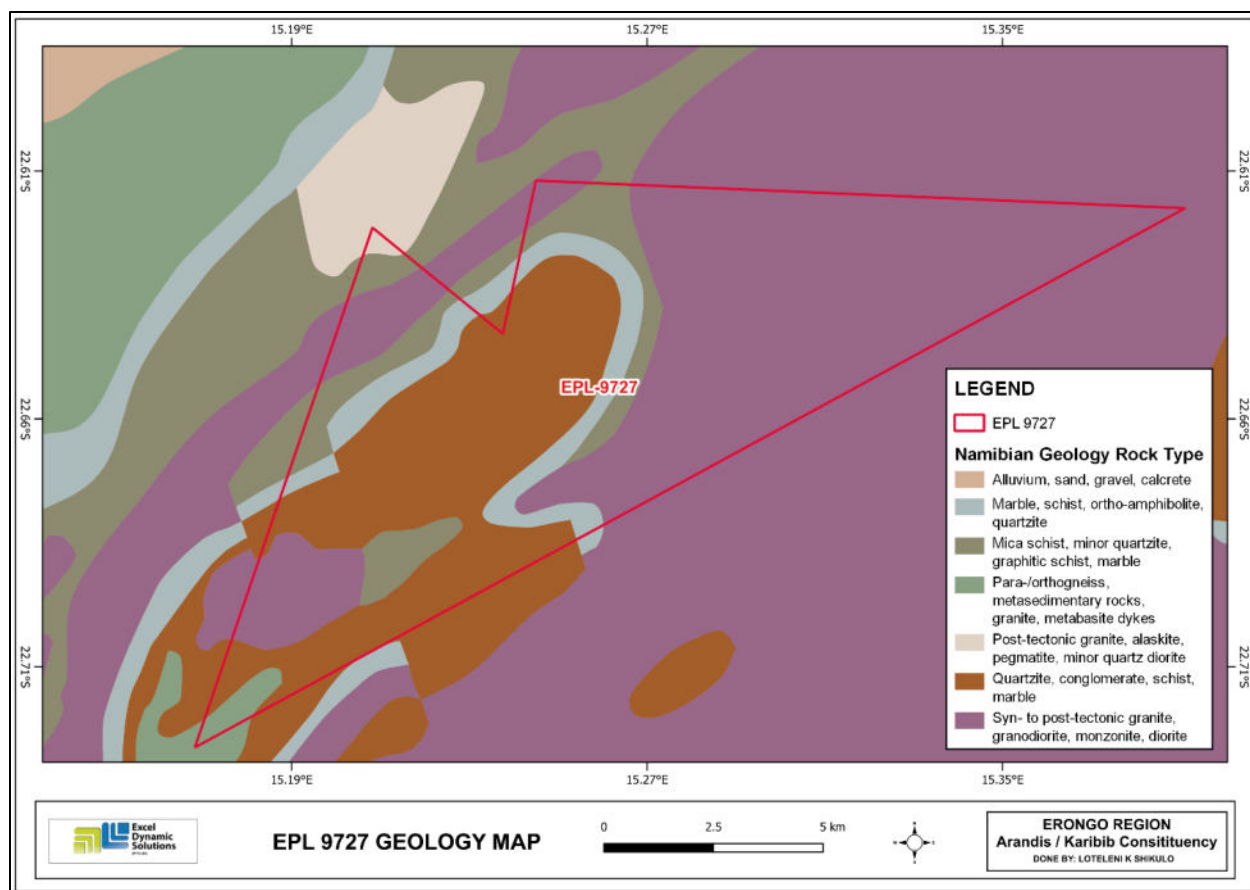 15.19°E 15.27°E 15.35°E
22.61°S 22.61°S
EPL-9727
22.66°S 22.66°S
LEGEND
EPL 9727
Namibian Geology Rock Type
Alluvium, sand, gravel, calcrete
Marble, schist, ortho-amphibolite,
quartzite
Mica schist, minor quartzite,
graphitic schist, marble
Para-/orthogneiss,
metasedimentary rocks,
granite, metabasite dykes
Post-tectonic granite, alaskite,
pegmatite, minor quartz diorite
Quartzite, conglomerate, schist,
marble
Syn- to post-tectonic granite,
granodiorite, monzonite, diorite
22.71°S 22.71°S
15.19°E 15.27°E 15.35°E
Excel
Dynamic
Solutions
EPL 9727 GEOLOGY MAP
0 2.5 5 km
ERONGO REGION
Arandis / Karibib Consitituency
DONE BY: LOTELENI K SHIKULO